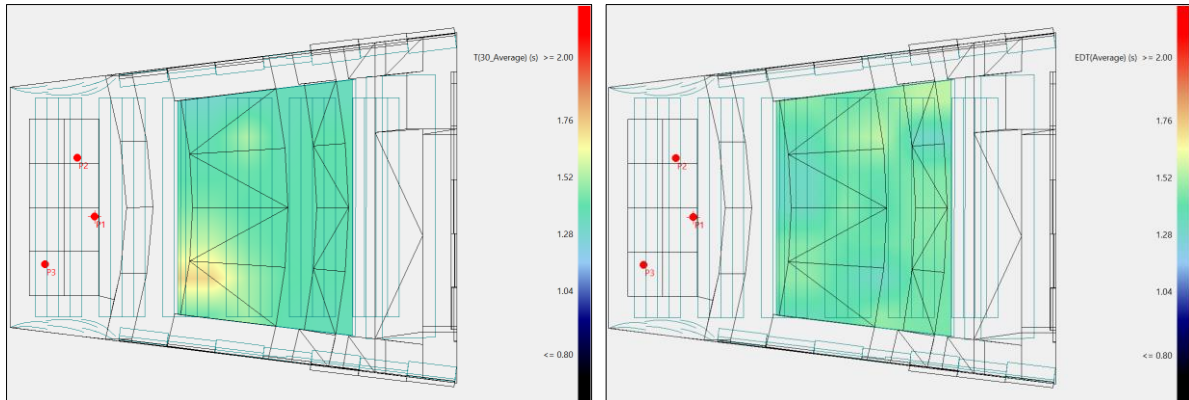 T(30_Average) (s) >= 2.00
1.76
1.52
1.28
1.04
<= 0.80
P2
P1
P3
EDT(Average) (s) >= 2.00
1.76
1.52
1.28
1.04
<= 0.80
P2
P1
P3